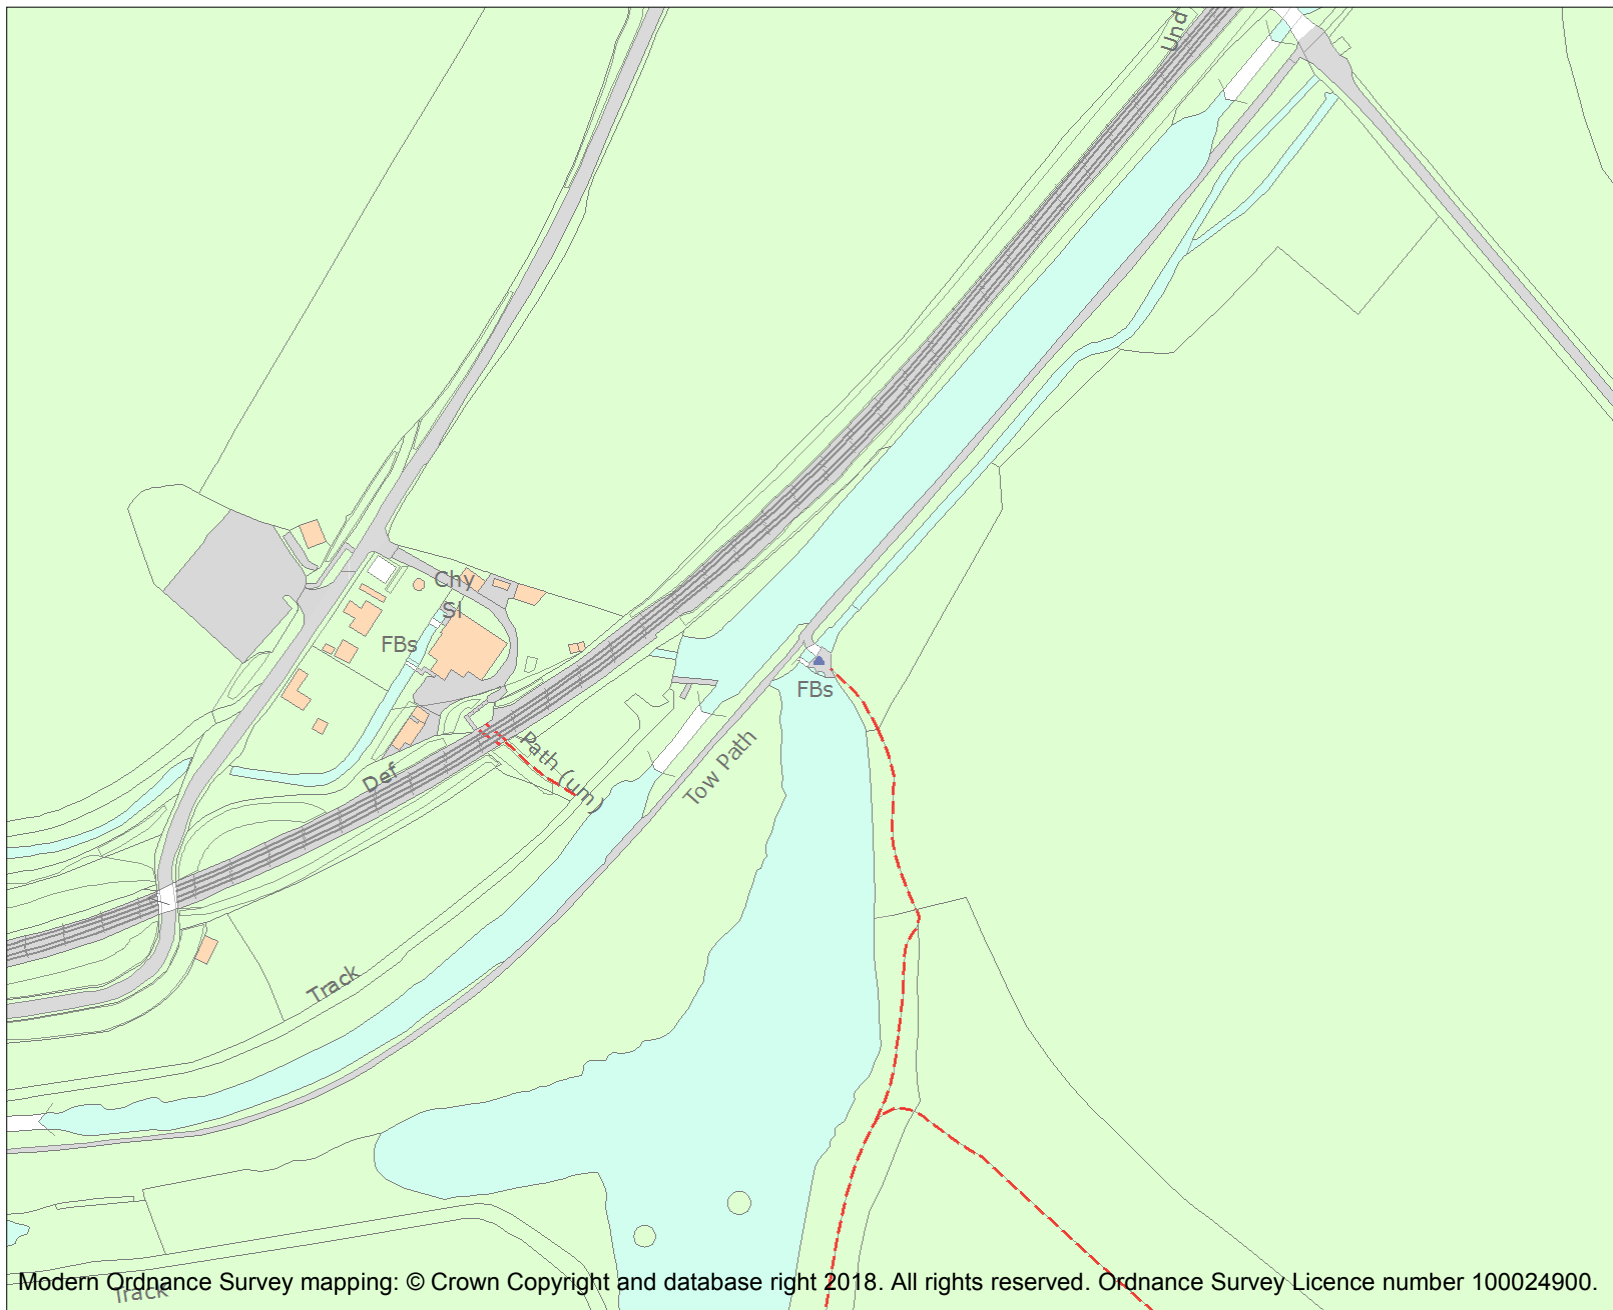 Und
Chy
Sl
FBs
FBs
Path (um)
Tow Path
Def
Track
Track
Modern Ordnance Survey mapping: © Crown Copyright and database right 2018. All rights reserved. Ordnance Survey Licence number 100024900.